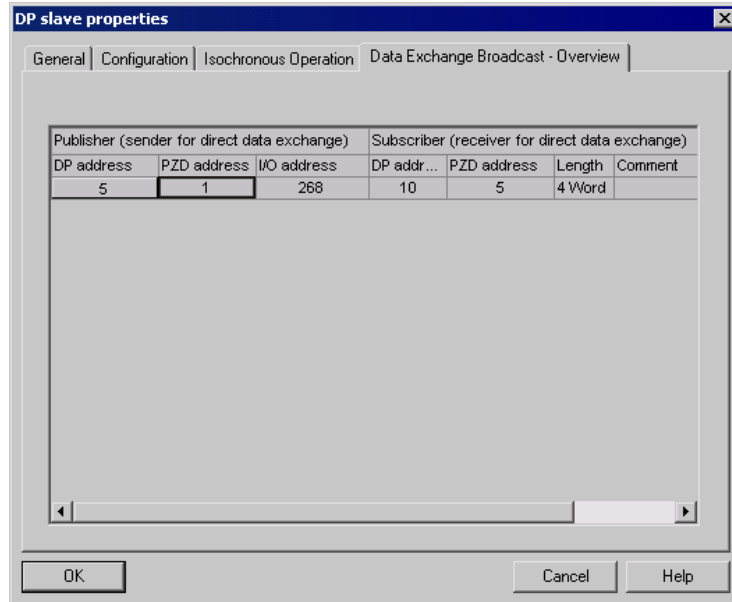 DP slave properties
General Configuration Isochronous Operation Data Exchange Broadcast - Overview
Publisher (sender for direct data exchange) Subscriber (receiver for direct data exchange)
DP address PZD address I/O address DP addr... PZD address Length Comment
5 1 268 10 5 4 Word
OK Cancel Help